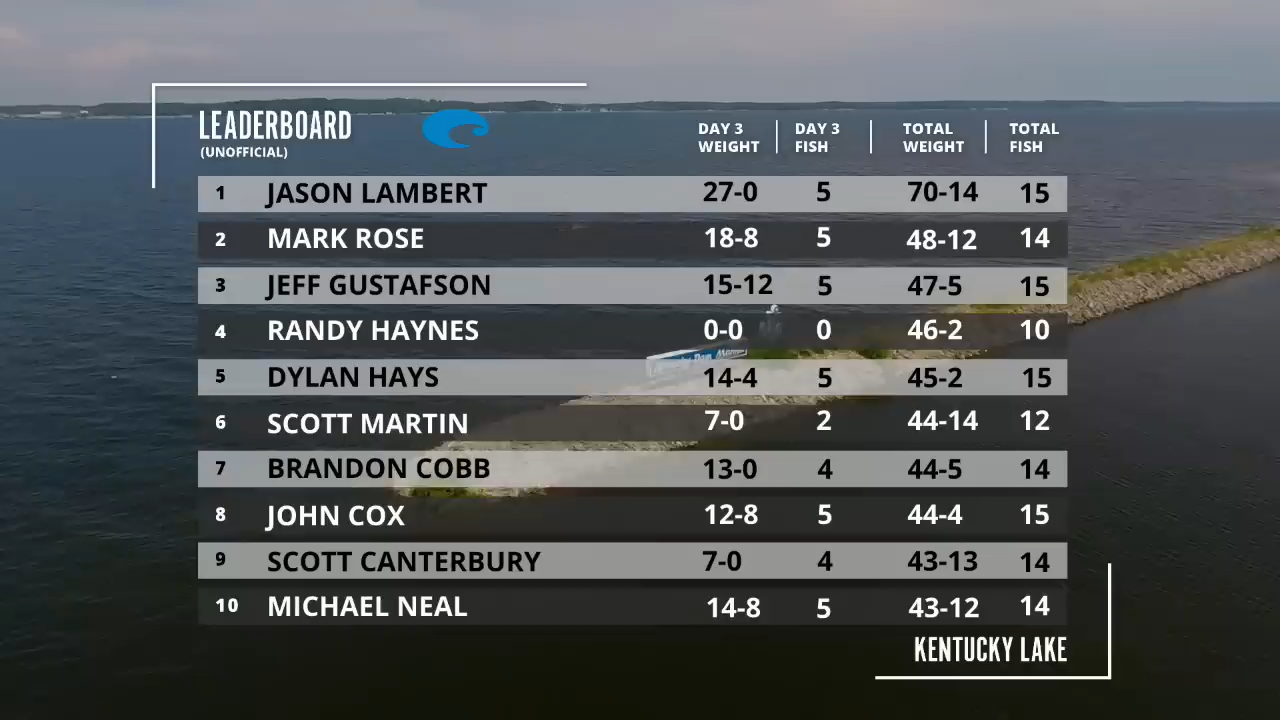 LEADERBOARD
(UNOFFICIAL)
DAY 3 WEIGHT | DAY 3 FISH | TOTAL WEIGHT | TOTAL FISH
1 JASON LAMBERT 27-0 5 70-14 15
2 MARK ROSE 18-8 5 48-12 14
3 JEFF GUSTAFSON 15-12 5 47-5 15
4 RANDY HAYNES 0-0 0 46-2 10
5 DYLAN HAYS 14-4 5 45-2 15
6 SCOTT MARTIN 7-0 2 44-14 12
7 BRANDON COBB 13-0 4 44-5 14
8 JOHN COX 12-8 5 44-4 15
9 SCOTT CANTERBURY 7-0 4 43-13 14
10 MICHAEL NEAL 14-8 5 43-12 14
KENTUCKY LAKE